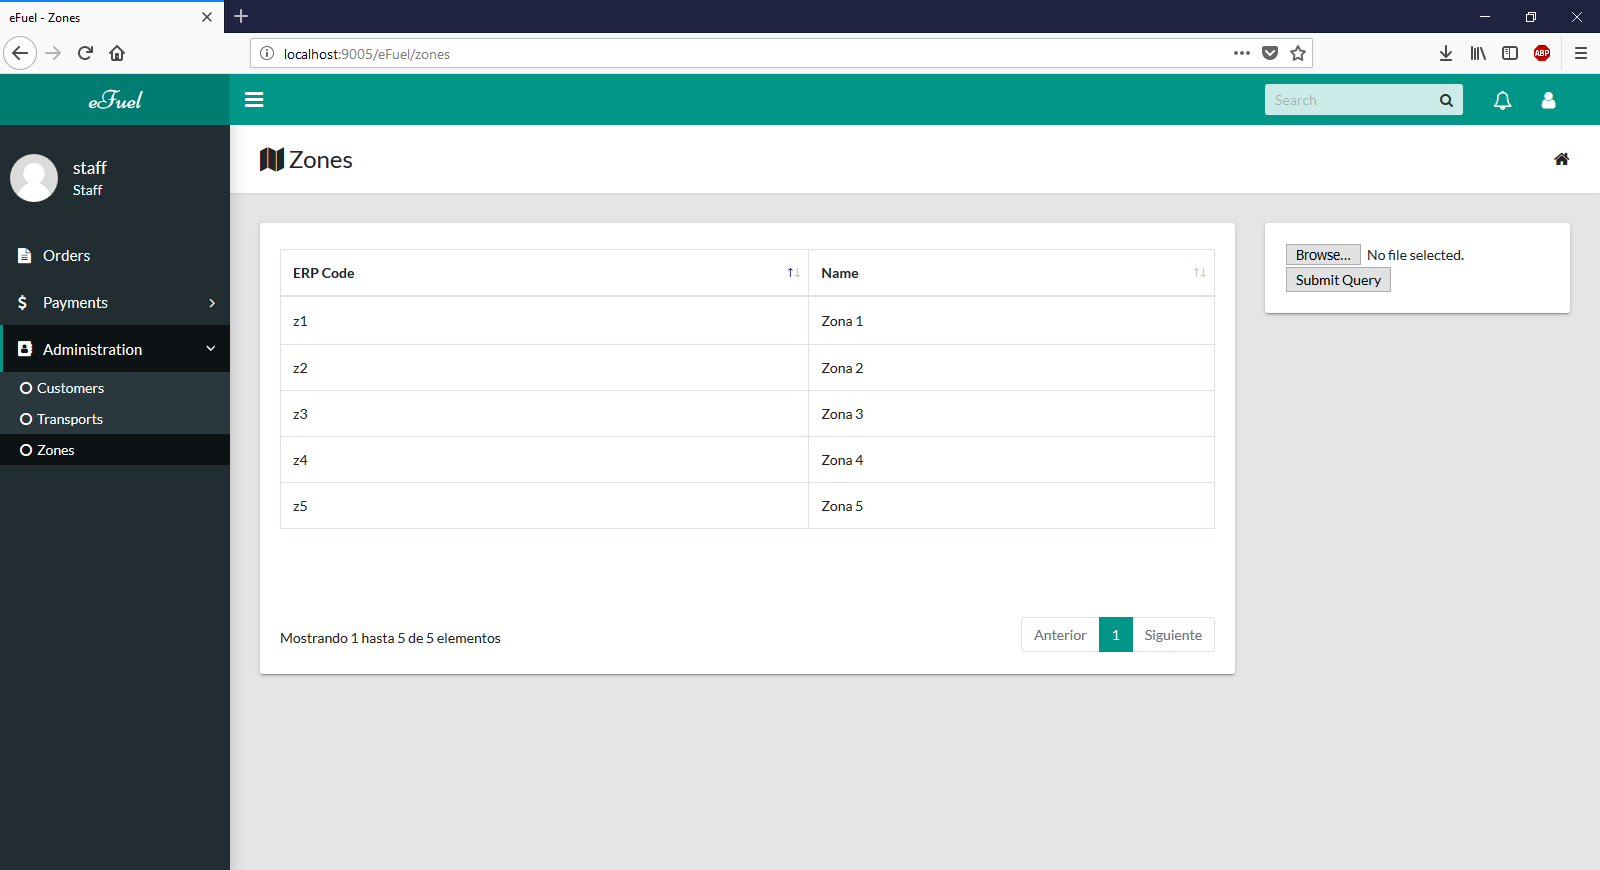 eFuel - Zones
localhost:9005/eFuel/zones
ABP
eFuel
Search
staff
Staff
Zones
Orders
$ Payments
Administration
Customers
Transports
Zones
ERP Code Name
z1 Zona 1
z2 Zona 2
z3 Zona 3
z4 Zona 4
z5 Zona 5
Mostrando 1 hasta 5 de 5 elementos
Anterior 1 Siguiente
Browse... No file selected.
Submit Query